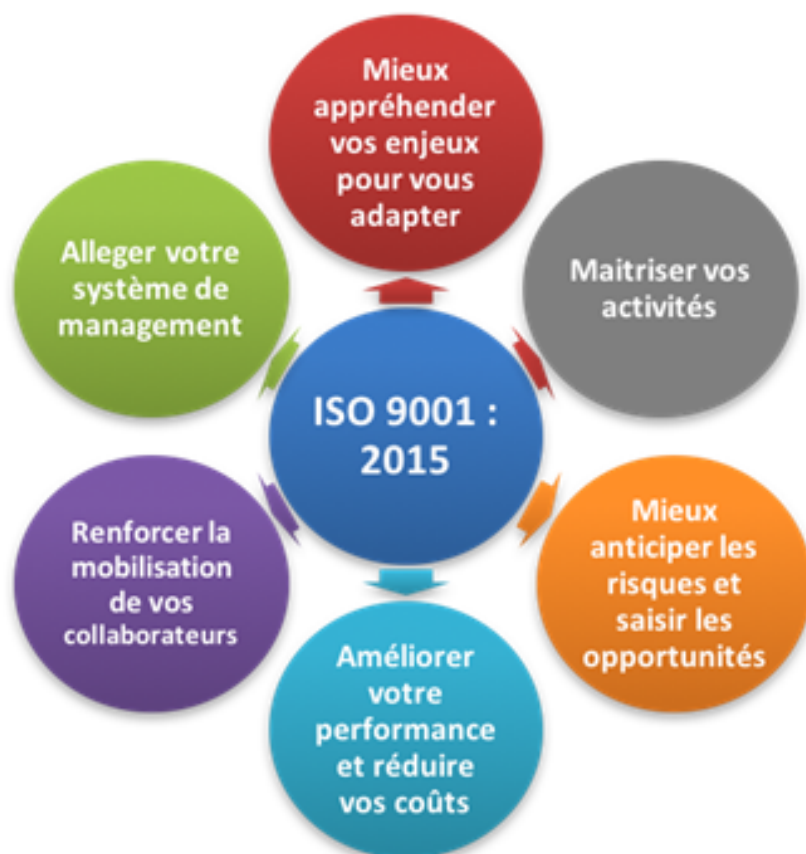 Mieux
appréhender
vos enjeux
pour vous
adapter
Alleger votre
système de
management
Maitriser vos
activités
ISO 9001 :
2015
Renforcer la
mobilisation
de vos
collaborateurs
Mieux
anticiper les
risques et
saisir les
opportunités
Améliorer
votre
performance
et réduire
vos coûts